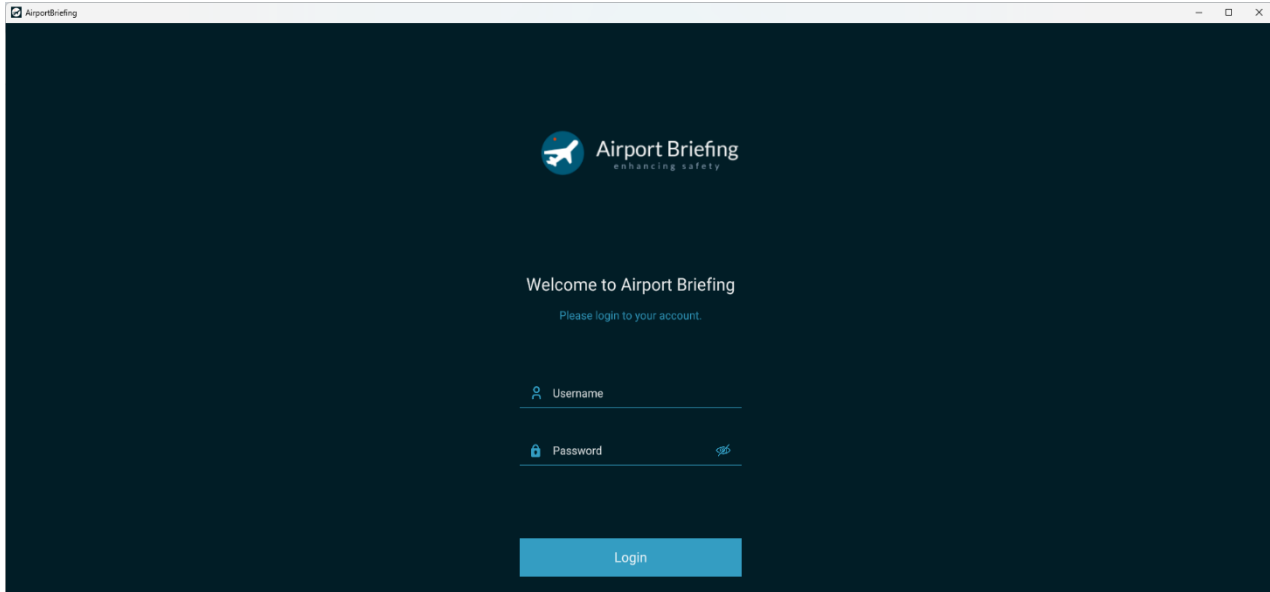 AirportBriefing
Airport Briefing
enhancing safety
Welcome to Airport Briefing
Please login to your account.
Username
Password
Login